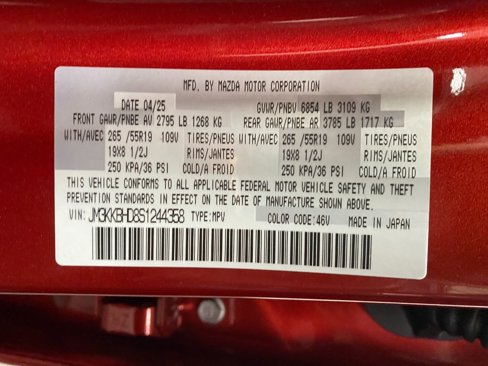 MFD. BY MAZDA MOTOR CORPORATION
DATE 04/25 GVWR/PNBV 6854 LB 3109 KG
FRONT GAWR/PNBE AV 2795 LB 1268 KG REAR GAWR/PNBE AR 3785 LB 1717 KG
WITH/AVEC 265 /55R19 109V TIRES/PNEUS WITH/AVEC 265 /55R19 109V TIRES/PNEUS
19X8 1/2J RIMS/JANTES 19X8 1/2J RIMS/JANTES
250 KPA/36 PSI COLD/A FROID 250 KPA/36 PSI COLD/A FROID
THIS VEHICLE CONFORMS TO ALL APPLICABLE FEDERAL MOTOR VEHICLE SAFETY AND THEFT
PREVENTION STANDARDS IN EFFECT ON THE DATE OF MANUFACTURE SHOWN ABOVE.
VIN: JM3KKBHD8S1244358 TYPE:MPV COLOR CODE:46V MADE IN JAPAN